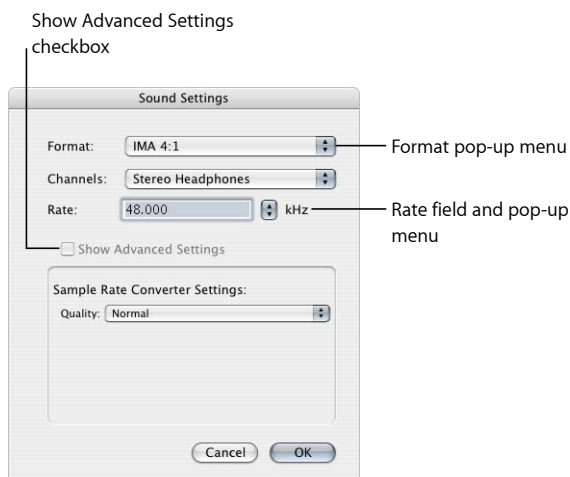 Show Advanced Settings
checkbox
Sound Settings
Format: IMA 4:1
Format pop-up menu
Channels: Stereo Headphones
Rate: 48.000 kHz
Rate field and pop-up
menu
Show Advanced Settings
Sample Rate Converter Settings:
Quality: Normal
Cancel OK